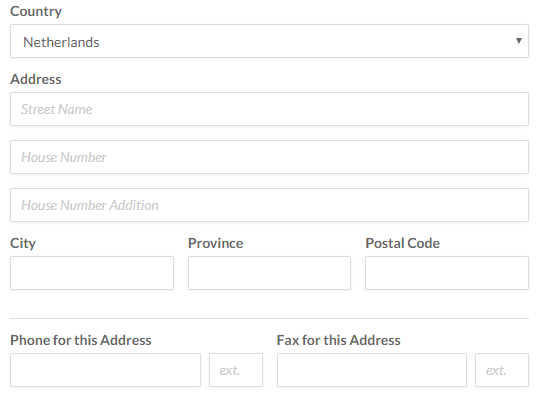 Country
Netherlands
Address
Street Name
House Number
House Number Addition
City Province Postal Code
Phone for this Address Fax for this Address
ext. ext.